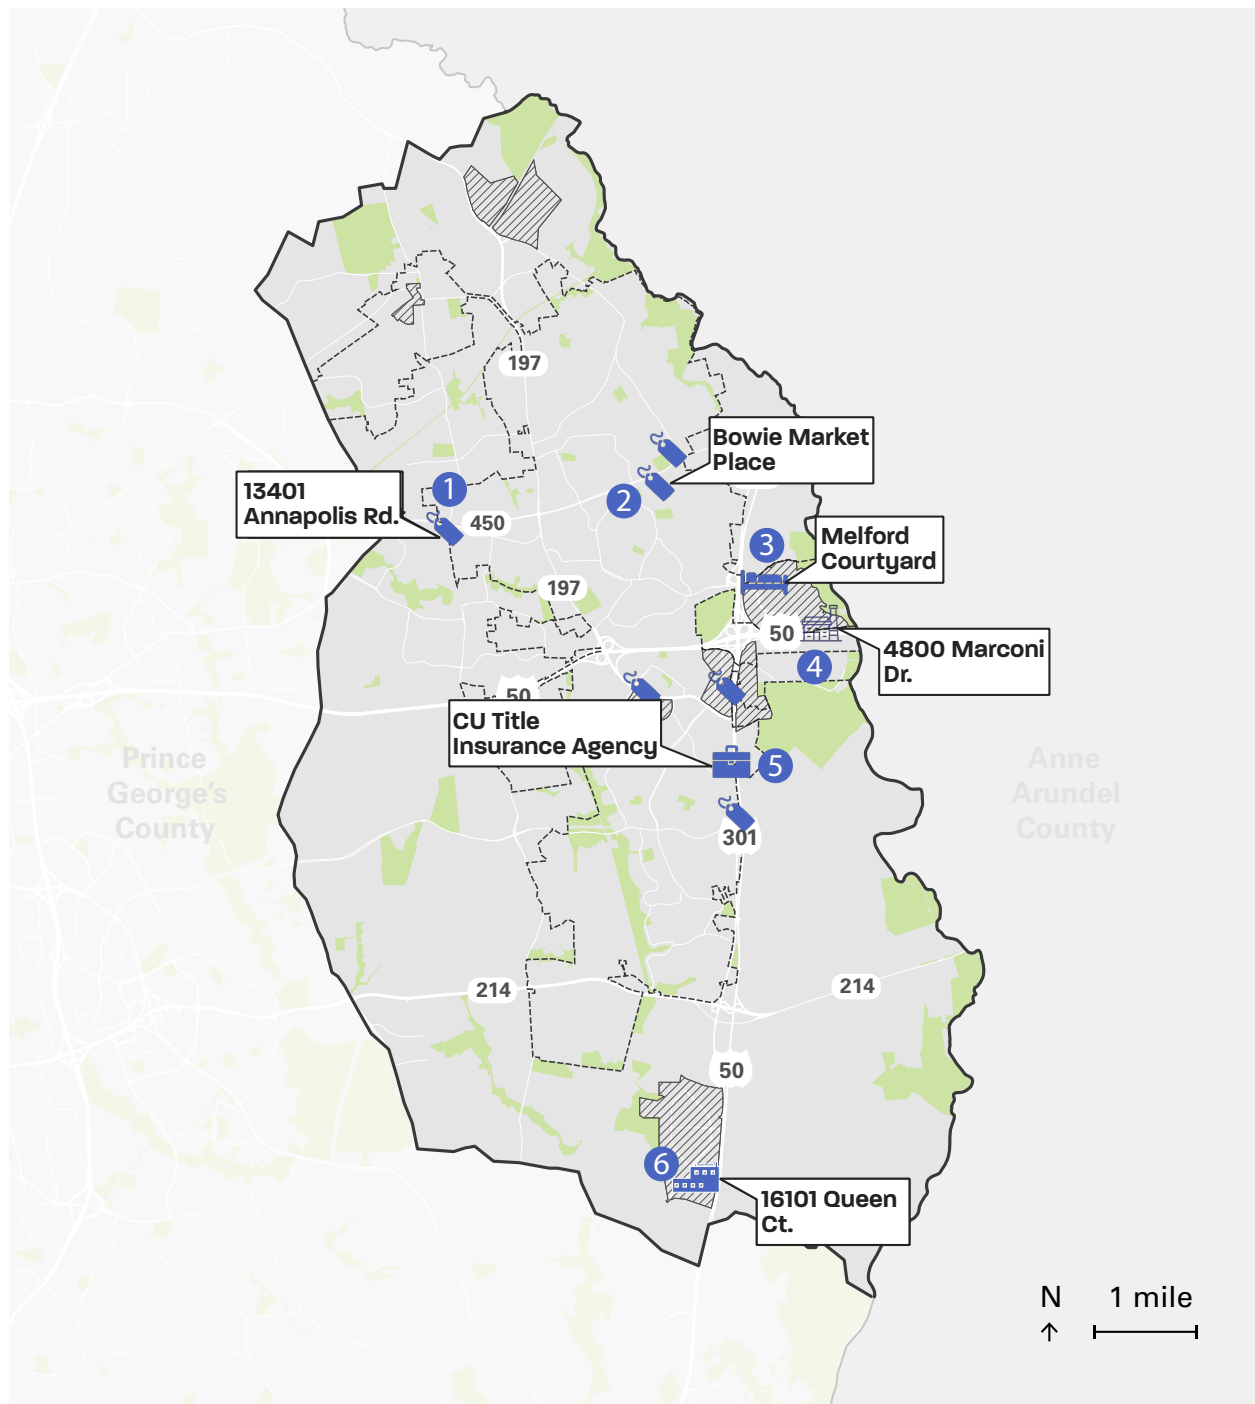 197
Bowie Market
Place
13401
Annapolis Rd.
1
2
450
3
Melford
Courtyard
197
50
4800 Marconi
Dr.
4
50
CU Title
Insurance Agency
5
Prince
George's
County
Anne
Arundel
County
301
214
214
50
6
16101 Queen
Ct.
N
1 mile